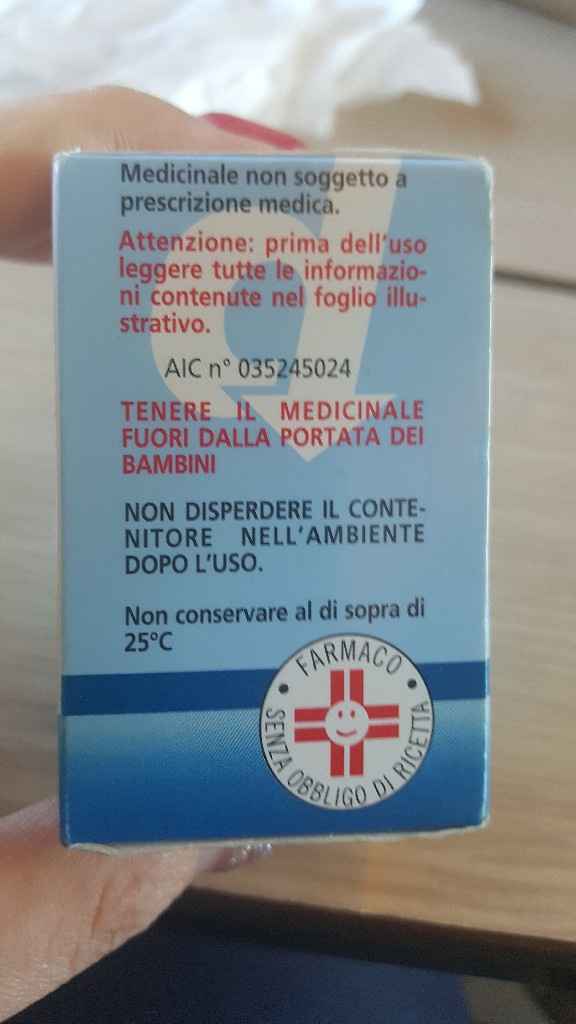 Medicinale non soggetto a
prescrizione medica.
Attenzione: prima dell'uso
leggere tutte le informazio-
ni contenute nel foglio illu-
strativo.
AIC n° 035245024
TENERE IL MEDICINALE
FUORI DALLA PORTATA DEI
BAMBINI
NON DISPERDERE IL CONTE-
NITORE NELL'AMBIENTE
DOPO L'USO.
Non conservare al di sopra di
25°C
FARMACO
SENZA OBBLIGO DI RICETTA